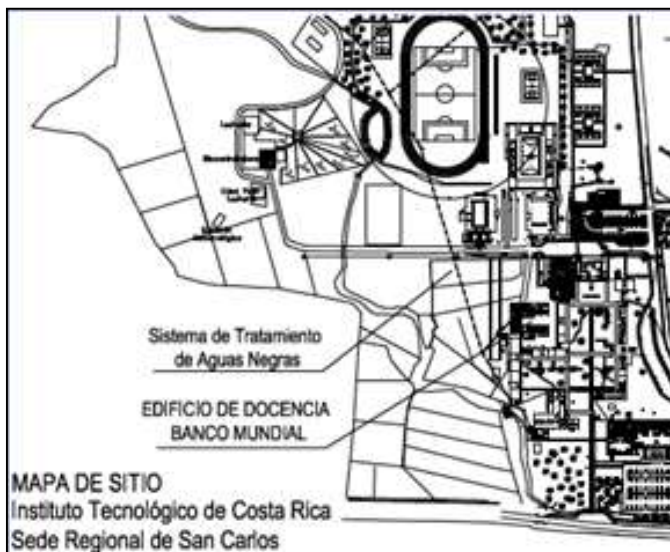 Sistema de Tratamiento
de Aguas Negras
EDIFICIO DE DOCENCIA
BANCO MUNDIAL
MAPA DE SITIO
Instituto Tecnológico de Costa Rica
Sede Regional de San Carlos